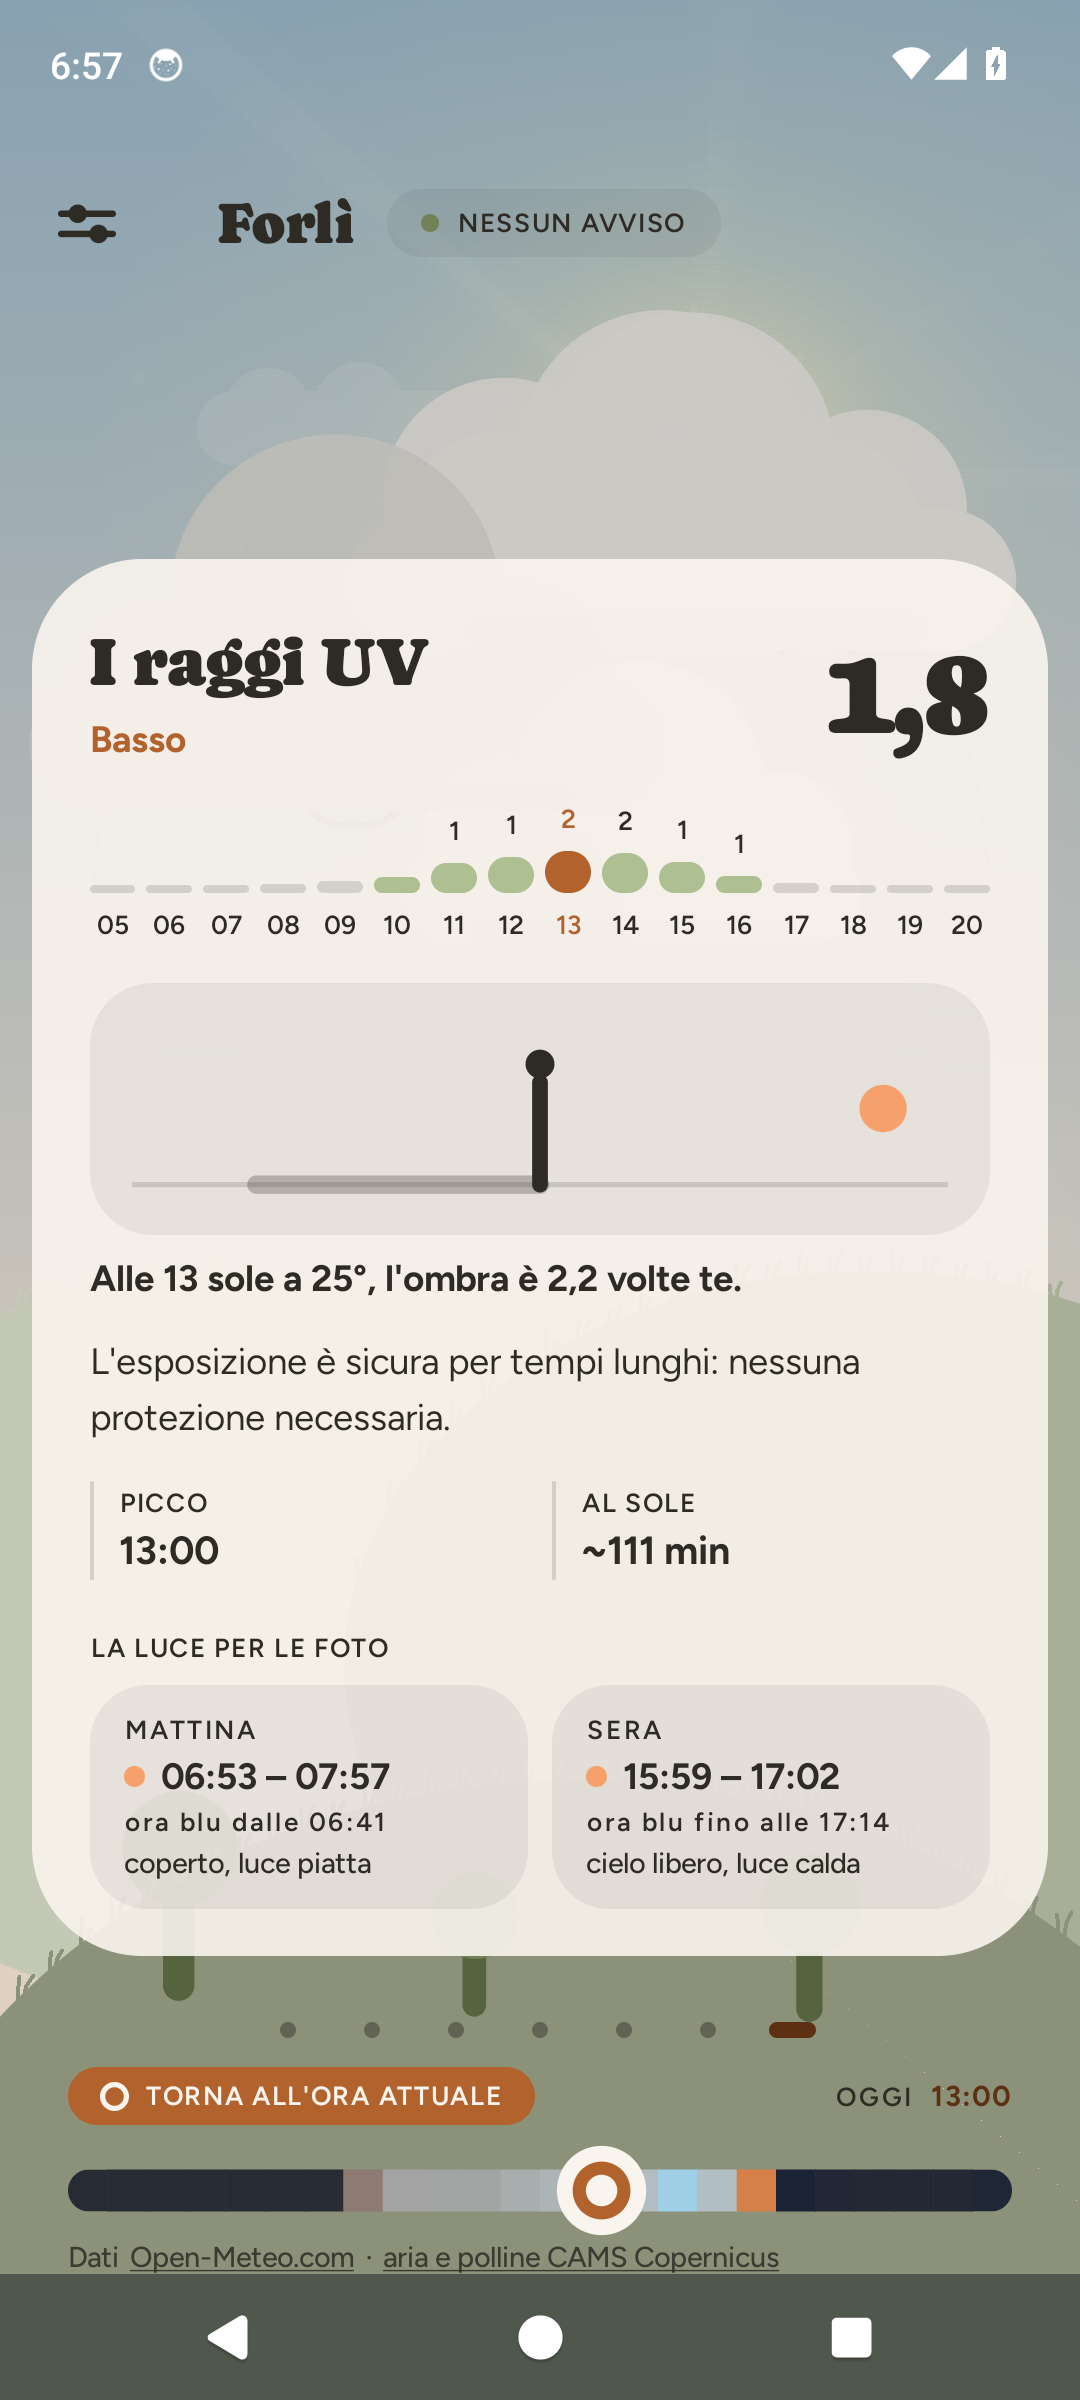 6:57
Forlì
NESSUN AVVISO
I raggi UV
1,8
Basso
1 1 2 2 1 1
05 06 07 08 09 10 11 12 13 14 15 16 17 18 19 20
Alle 13 sole a 25°, l'ombra è 2,2 volte te.
L'esposizione è sicura per tempi lunghi: nessuna
protezione necessaria.
PICCO
13:00
AL SOLE
~111 min
LA LUCE PER LE FOTO
MATTINA
06:53 – 07:57
ora blu dalle 06:41
coperto, luce piatta
SERA
15:59 – 17:02
ora blu fino alle 17:14
cielo libero, luce calda
TORNA ALL'ORA ATTUALE
OGGI 13:00
Dati Open-Meteo.com · aria e polline CAMS Copernicus